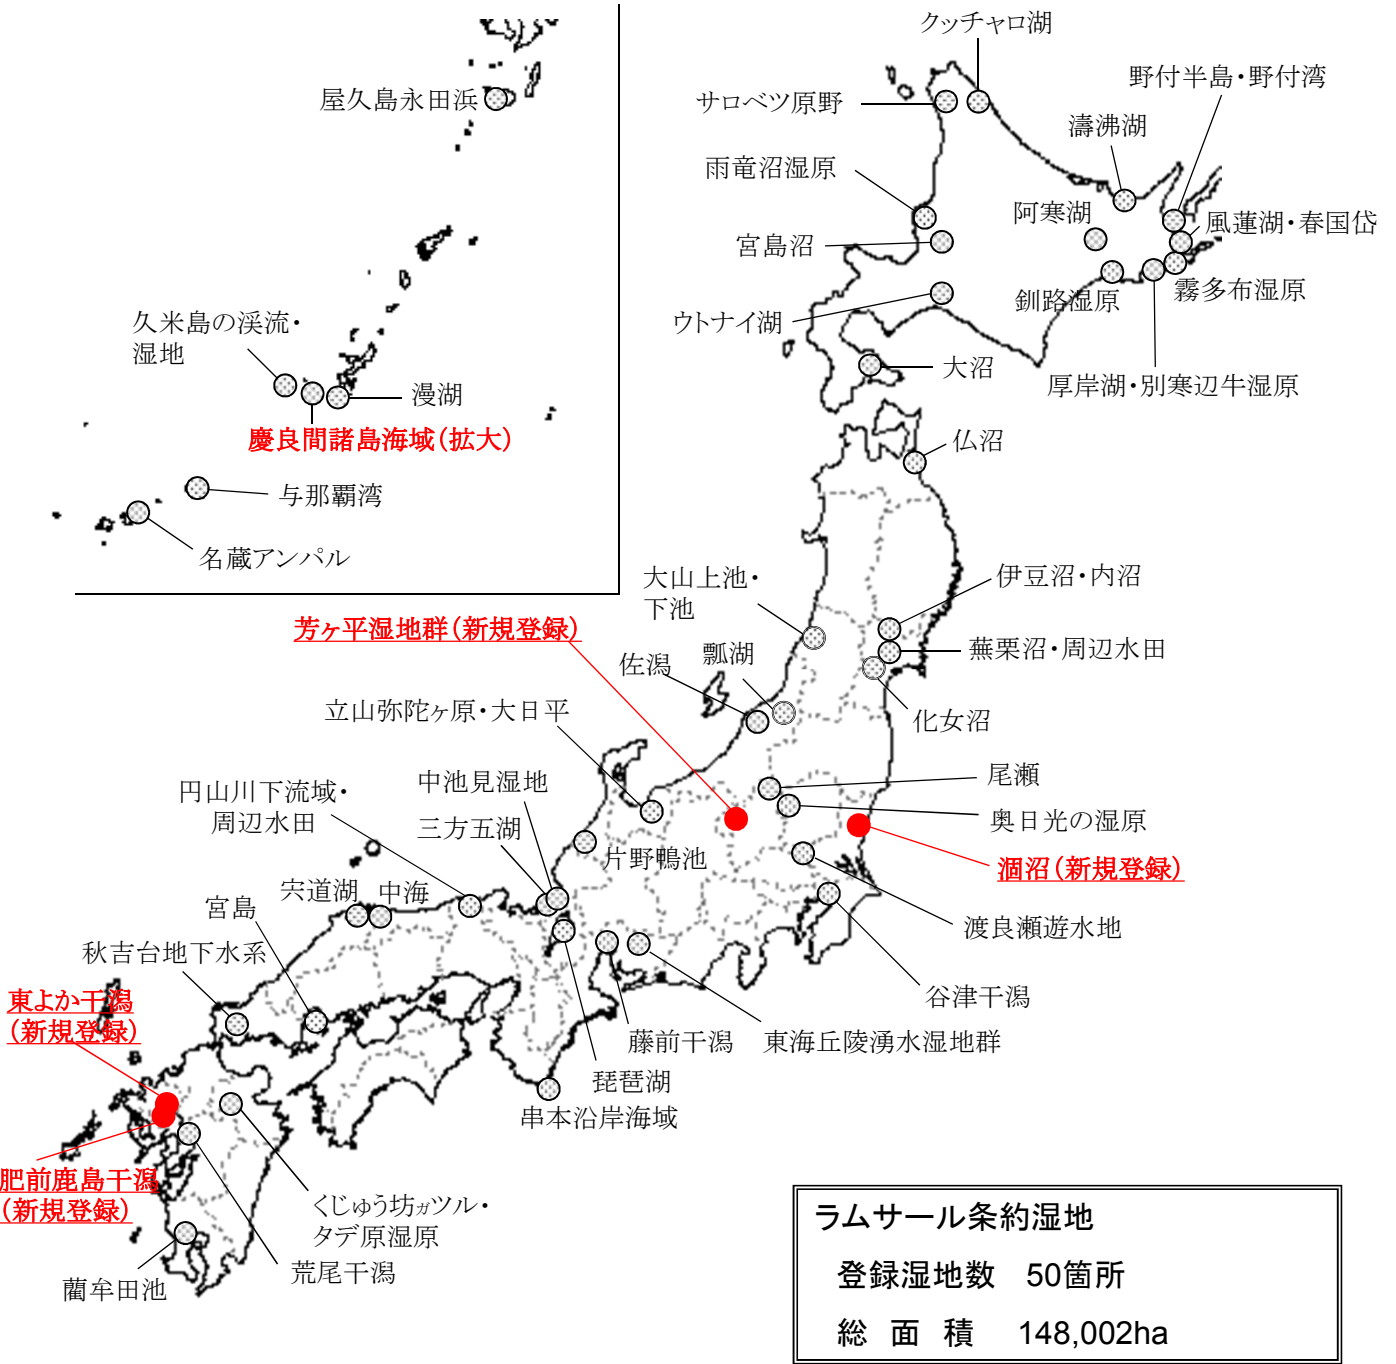 クッチャロ湖
野付半島・野付湾
サロベツ原野
屋久島永田浜
濤沸湖
雨竜沼湿原
阿寒湖
風蓮湖・春国岱
宮島沼
霧多布湿原
釧路湿原
ウトナイ湖
久米島の渓流・
湿地
大沼
厚岸湖・別寒辺牛湿原
漫湖
慶良間諸島海域(拡大)
仏沼
与那覇湾
名蔵アンパル
大山上池・
下池
伊豆沼・内沼
芳ヶ平湿地群(新規登録)
蕪栗沼・周辺水田
瓢湖
佐潟
立山弥陀ヶ原・大日平
化女沼
尾瀬
中池見湿地
円山川下流域・
周辺水田
奥日光の湿原
三方五湖
片野鴨池
涸沼(新規登録)
宍道湖
中海
宮島
渡良瀬遊水地
秋吉台地下水系
谷津干潟
東よか干潟
(新規登録)
藤前干潟
東海丘陵湧水湿地群
琵琶湖
串本沿岸海域
肥前鹿島干潟
(新規登録)
くじゅう坊ガツル・
タデ原湿原
荒尾干潟
藺牟田池
ラムサール条約湿地
登録湿地数 50箇所
総 面 積 148,002ha